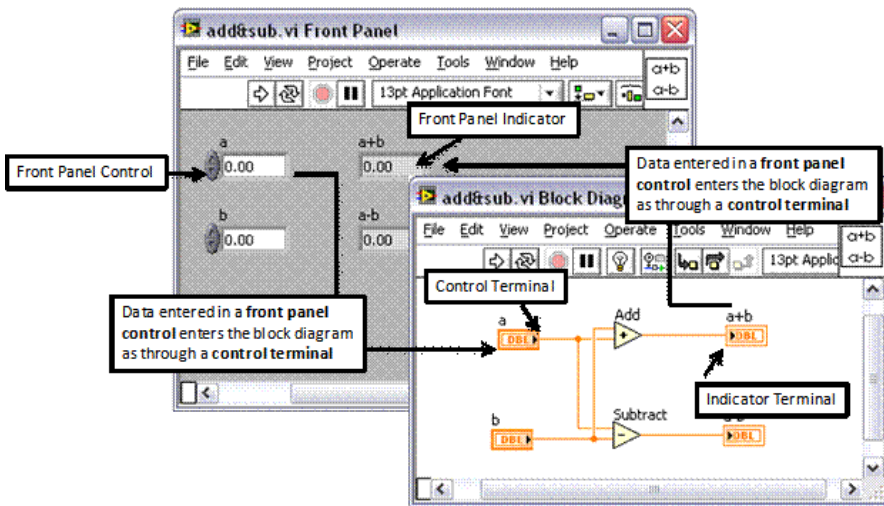 add&sub.vi Front Panel
File Edit View Project Operate Tools Window Help
a+b
a-b
13pt Application Font
Front Panel Indicator
Front Panel Control
a
0.00
a+b
0.00
b
0.00
a-b
0.00
Data entered in a front panel
control enters the block diagram
as through a control terminal
add&sub.vi Block Diag
File Edit View Project Operate Tools Window Help
a+b
a-b
13pt Applic
Data entered in a front panel
control enters the block diagram
as through a control terminal
Control Terminal
a
DBL
Add
+
a+b
DBL
Indicator Terminal
b
DBL
Subtract
-
DBL